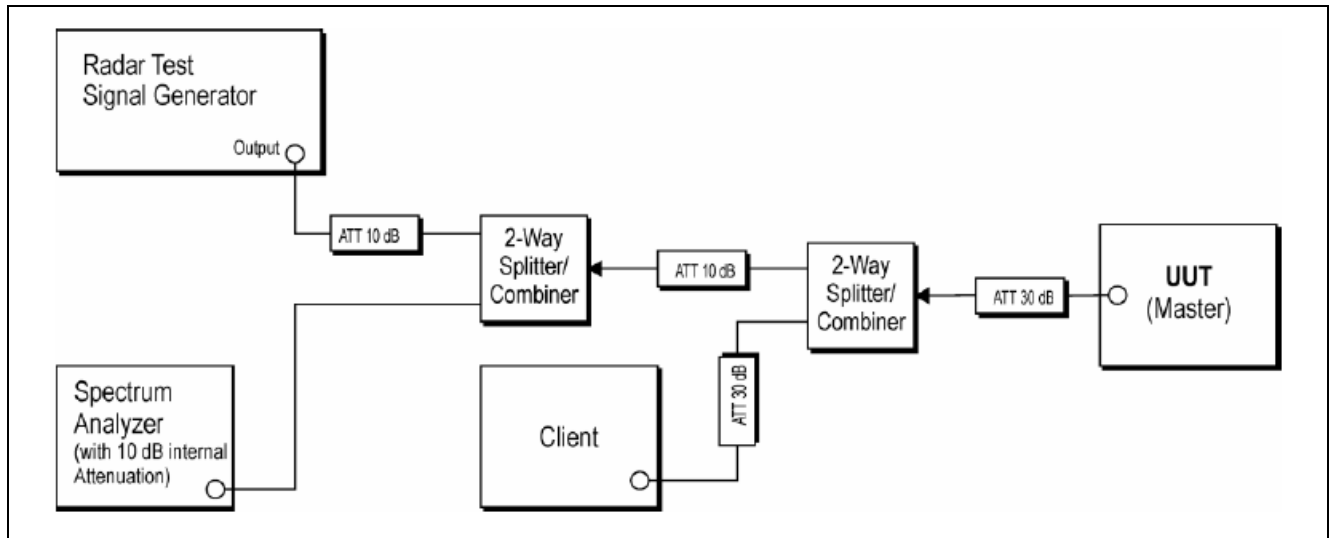 Radar Test
Signal Generator
Output
ATT 10 dB
2-Way
Splitter/
Combiner
ATT 10 dB
2-Way
Splitter/
Combiner
ATT 30 dB
UUT
(Master)
Spectrum
Analyzer
(with 10 dB internal
Attenuation)
Client
ATT 30 dB